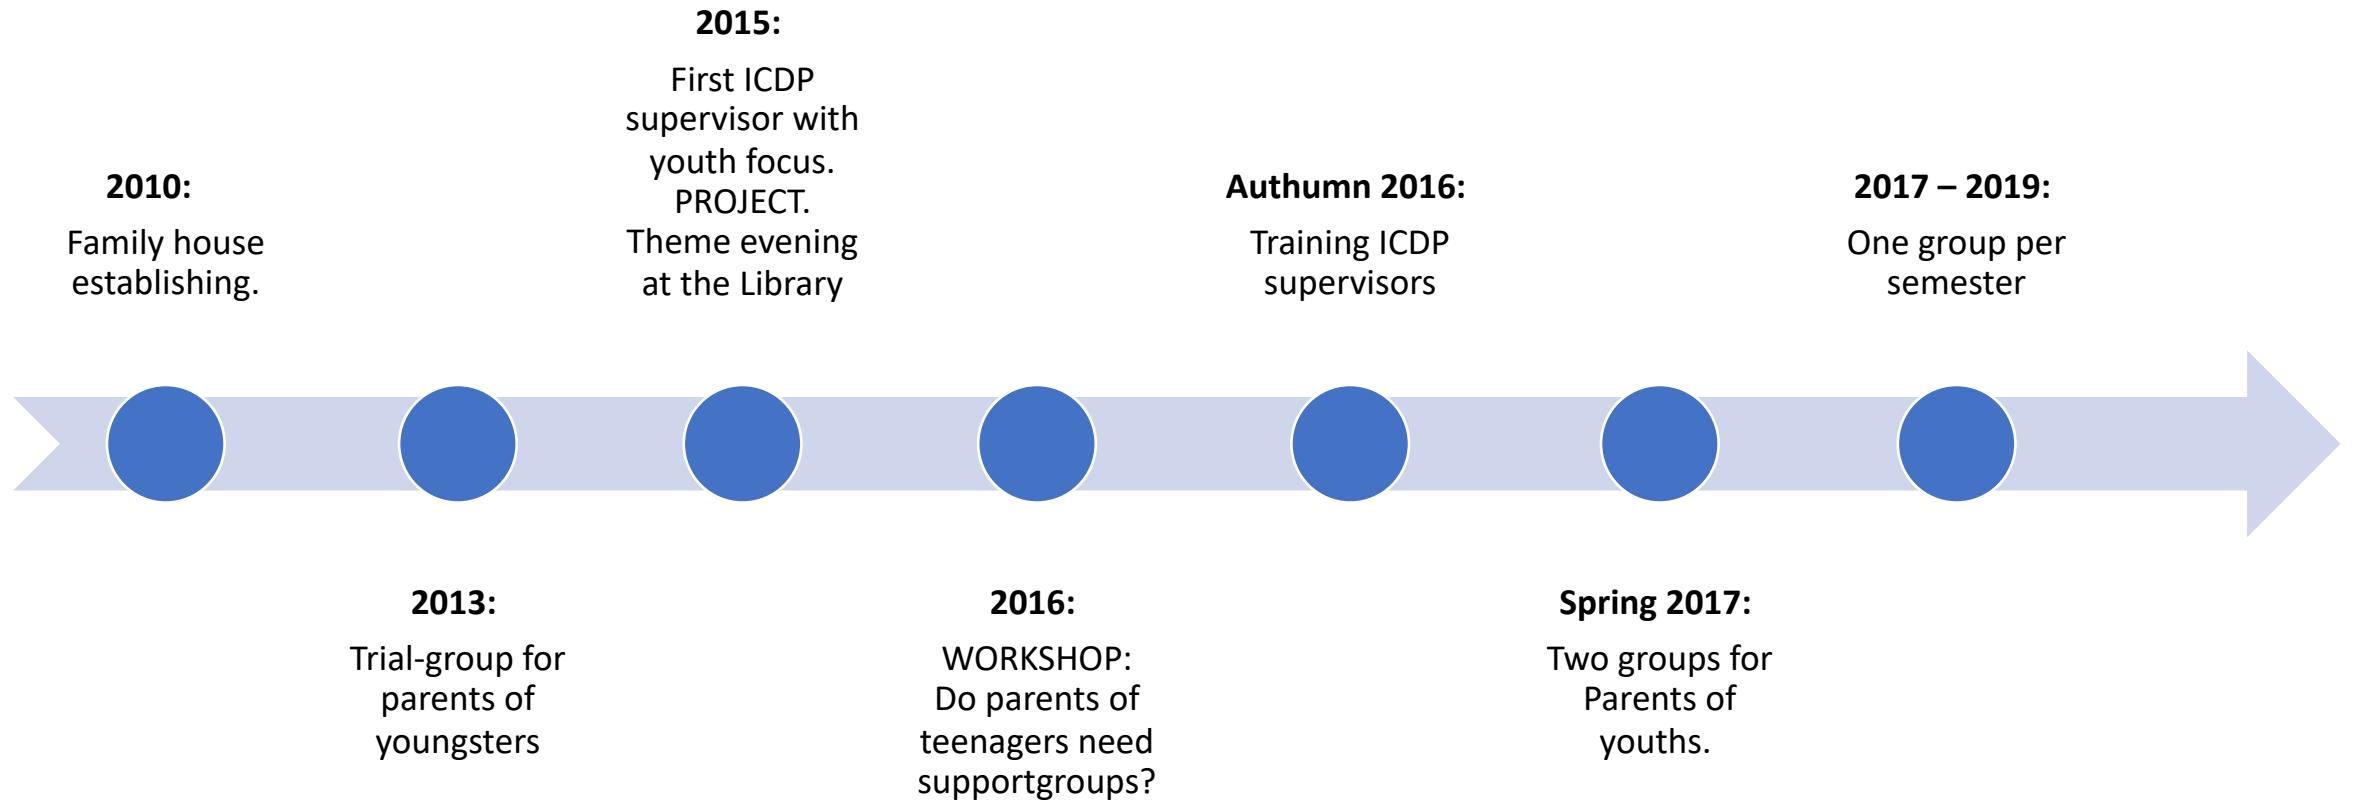 2010:
Family house
establishing.
2013:
Trial-group for
parents of
youngsters
2015:
First ICDP
supervisor with
youth focus.
PROJECT.
Theme evening
at the Library
2016:
WORKSHOP:
Do parents of
teenagers need
supportgroups?
Authumn 2016:
Training ICDP
supervisors
Spring 2017:
Two groups for
Parents of
youths.
2017 – 2019:
One group per
semester